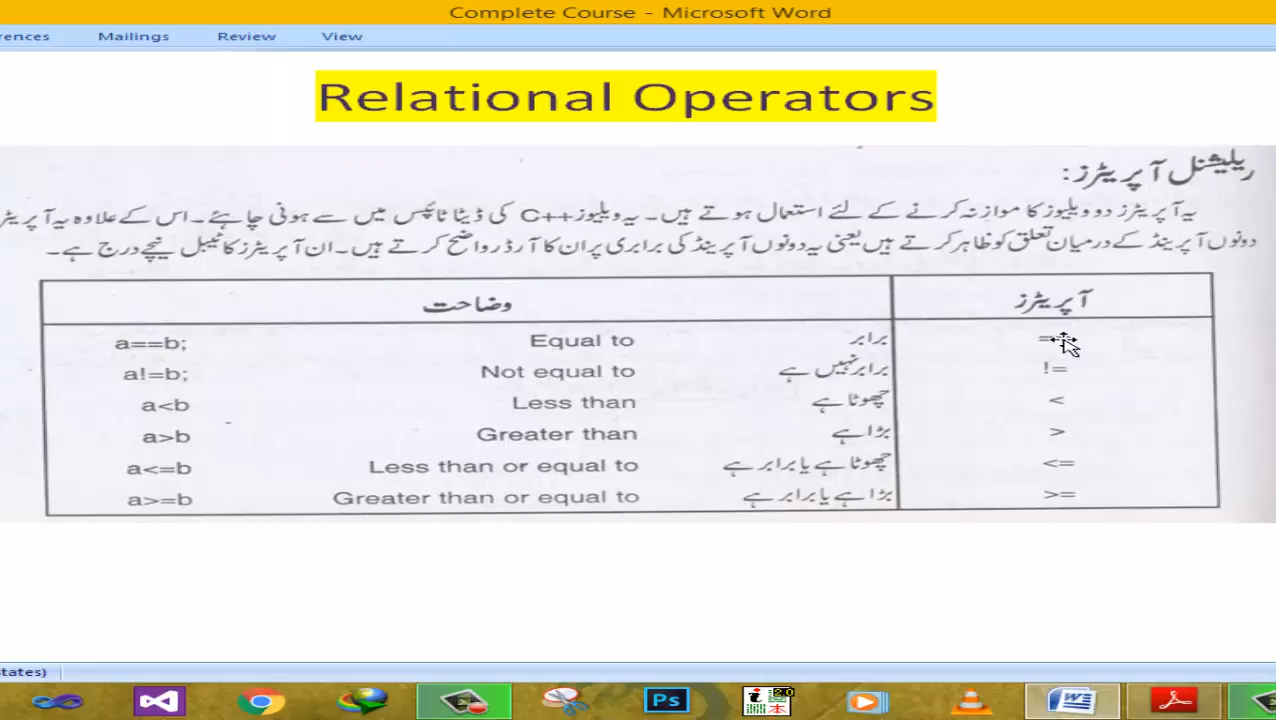 Complete Course - Microsoft Word
rences Mailings Review View
Relational Operators
ریلیشنل آپریٹرز:
یہ آپریٹرز دو ویلیوز کا موازنہ کرنے کے لئے استعمال ہوتے ہیں۔ یہ ویلیوز C++ کی ڈیٹا ٹائپس میں سے ہونی چاہئے۔ اس کے علاوہ یہ آپریٹر
دونوں آپرینڈ کے درمیان تعلق کو ظاہر کرتے ہیں یعنی یہ دونوں آپرینڈ کی برابری پر ان کا آرڈر واضح کرتے ہیں۔ ان آپریٹرز کا ٹیبل نیچے درج ہے۔
آپریٹرز وضاحت
برابر Equal to a==b;
!= برابر نہیں ہے Not equal to a!=b;
< چھوٹا ہے Less than a<b
> بڑا ہے Greater than a>b
<= چھوٹا ہے یا برابر ہے Less than or equal to a<=b
>= بڑا ہے یا برابر ہے Greater than or equal to a>=b
tates)
Ps